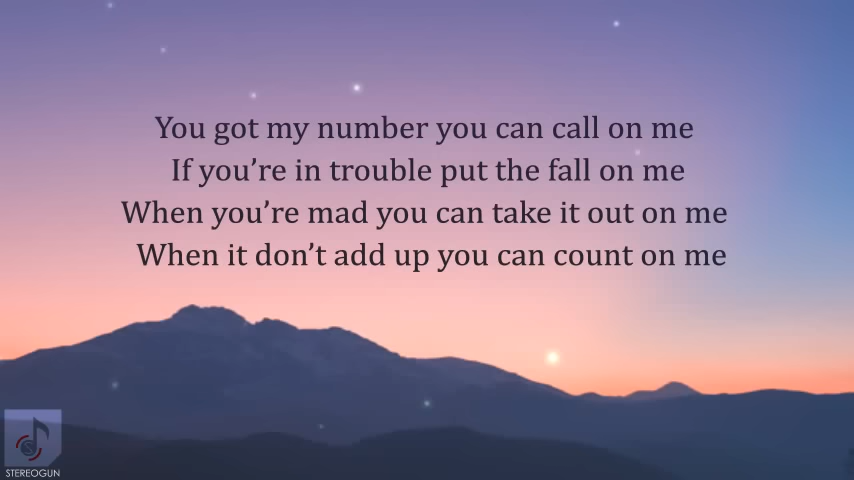 You got my number you can call on me
If you’re in trouble put the fall on me
When you’re mad you can take it out on me
When it don’t add up you can count on me
STEREOGUN